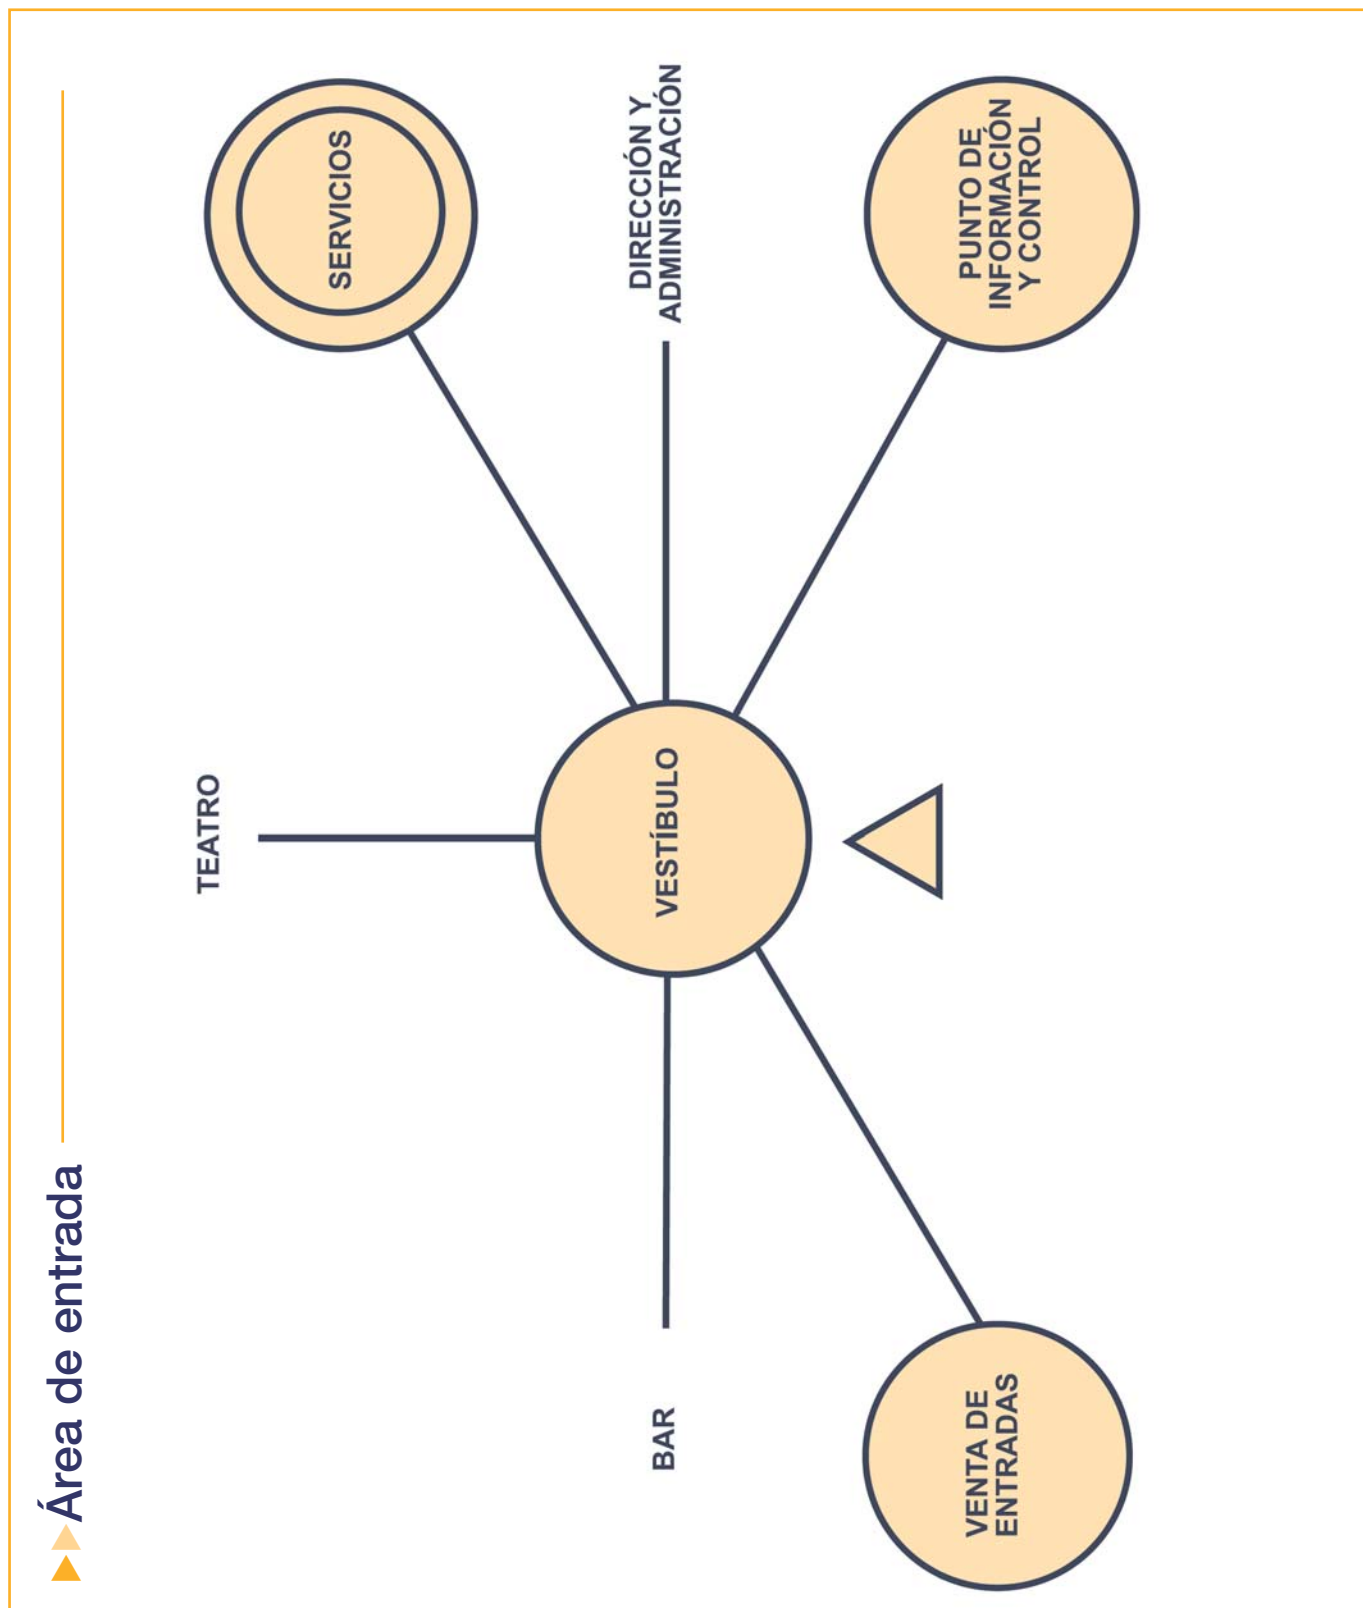 Área de entrada
TEATRO
BAR
VESTÍBULO
SERVICIOS
DIRECCIÓN Y
ADMINISTRACIÓN
VENTA DE
ENTRADAS
PUNTO DE
INFORMACIÓN
Y CONTROL